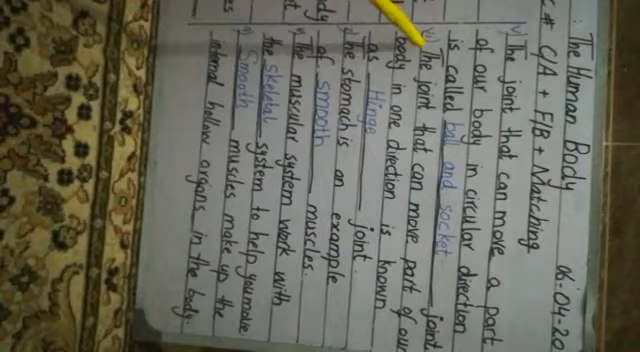 The Human Body 06-04-20
C# C/A + F/B + Matching
v) The joint that can move a part
of our body in circular direction
is called ball and socket joint
vi) The joint that can move part of our
body in one direction is known
as Hinge joint.
The stomach is an example
of smooth muscles.
The muscular system work with
the skeletal system to help you move
Smooth muscles make up the
internal hollow organs in the body.